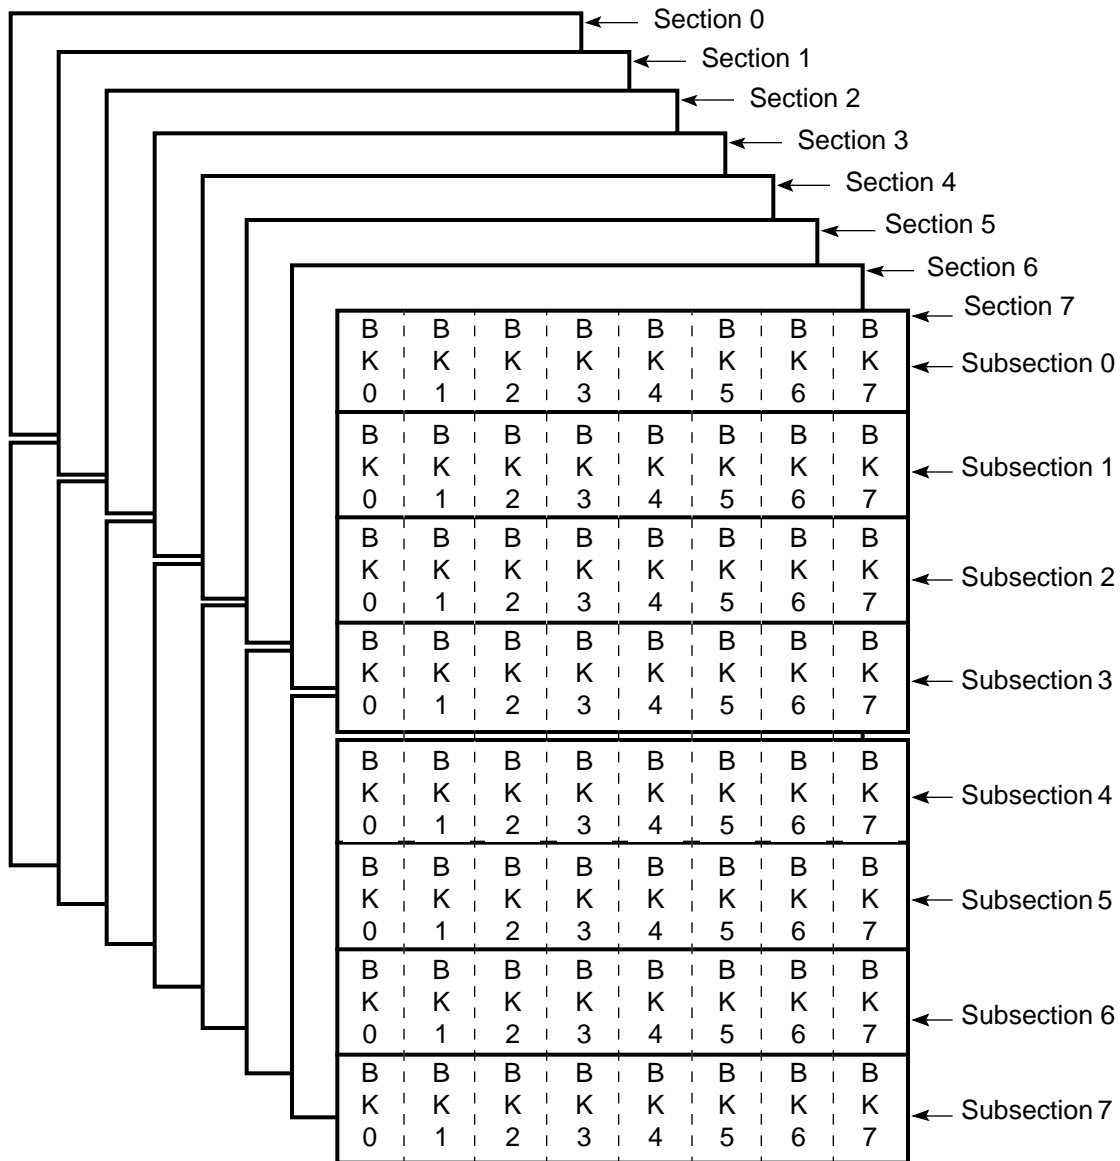 Section 0
Section 1
Section 2
Section 3
Section 4
Section 5
Section 6
Section 7
B B B B B B B B
K K K K K K K K
0 1 2 3 4 5 6 7
Subsection 0
B B B B B B B B
K K K K K K K K
0 1 2 3 4 5 6 7
Subsection 1
B B B B B B B B
K K K K K K K K
0 1 2 3 4 5 6 7
Subsection 2
B B B B B B B B
K K K K K K K K
0 1 2 3 4 5 6 7
Subsection 3
B B B B B B B B
K K K K K K K K
0 1 2 3 4 5 6 7
Subsection 4
B B B B B B B B
K K K K K K K K
0 1 2 3 4 5 6 7
Subsection 5
B B B B B B B B
K K K K K K K K
0 1 2 3 4 5 6 7
Subsection 6
B B B B B B B B
K K K K K K K K
0 1 2 3 4 5 6 7
Subsection 7